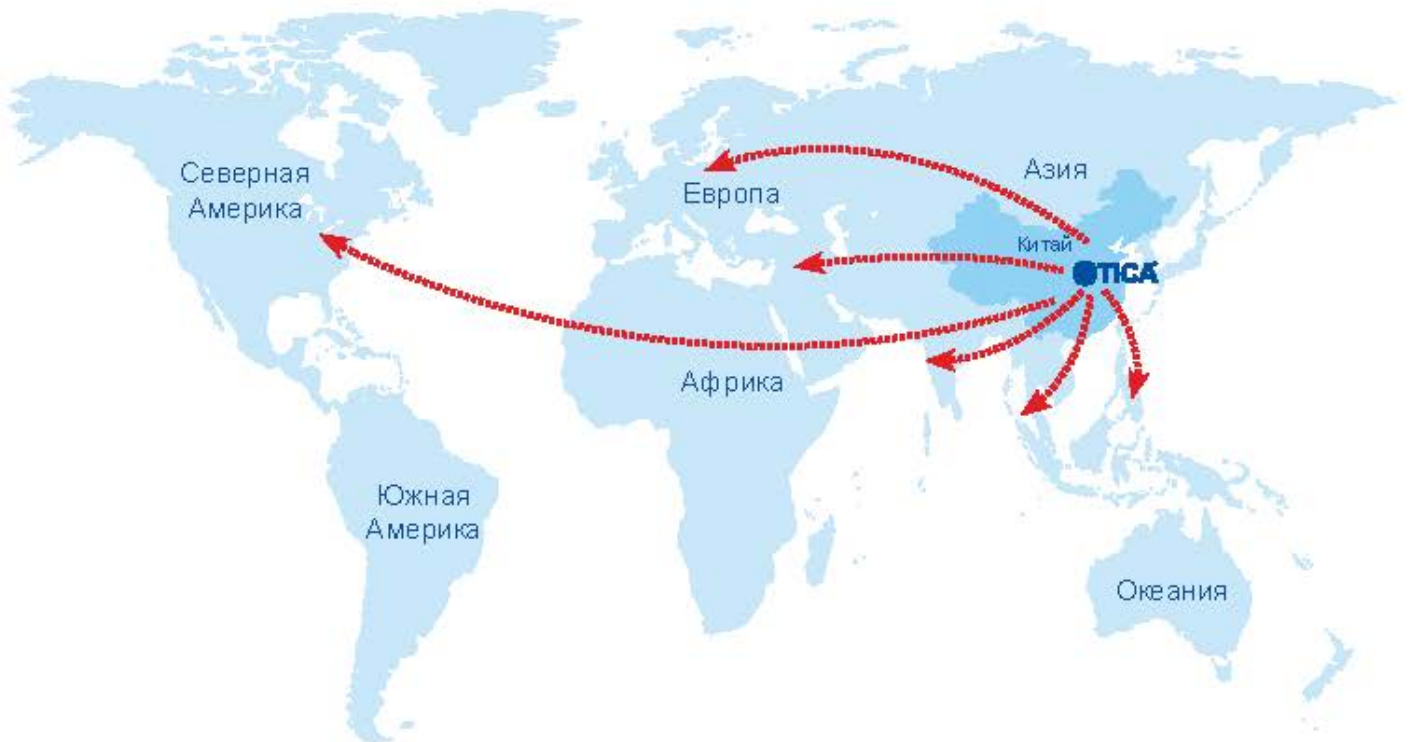 Северная
Америка
Европа
Азия
Китай
TICA
Африка
Южная
Америка
Океания